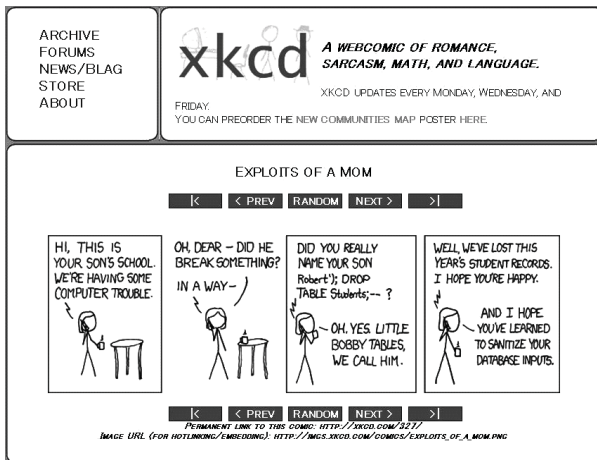 ARCHIVE
FORUMS
NEWS/BLAG
STORE
ABOUT
xkcd
A WEBCOMIC OF ROMANCE,
SARCASM, MATH, AND LANGUAGE.
XKCD UPDATES EVERY MONDAY, WEDNESDAY, AND
FRIDAY.
YOU CAN PREORDER THE NEW COMMUNITIES MAP POSTER HERE.
EXPLOITS OF A MOM
|< < PREV RANDOM NEXT > >|
HI, THIS IS
YOUR SON'S SCHOOL.
WE'RE HAVING SOME
COMPUTER TROUBLE.
OH, DEAR – DID HE
BREAK SOMETHING?
IN A WAY–
DID YOU REALLY
NAME YOUR SON
Robert'); DROP
TABLE Students;-- ?
OH, YES. LITTLE
BOBBY TABLES,
WE CALL HIM.
WELL, WE'VE LOST THIS
YEAR'S STUDENT RECORDS.
I HOPE YOU'RE HAPPY.
AND I HOPE
YOU'VE LEARNED
TO SANITIZE YOUR
DATABASE INPUTS.
|< < PREV RANDOM NEXT > >|
PERMANENT LINK TO THIS COMIC: HTTP://XKCD.COM/327/
IMAGE URL (FOR HOTLINKING/EMBEDDING): HTTP://IMGS.XKCD.COM/COMICS/EXPLOITS_OF_A_MOM.PNG